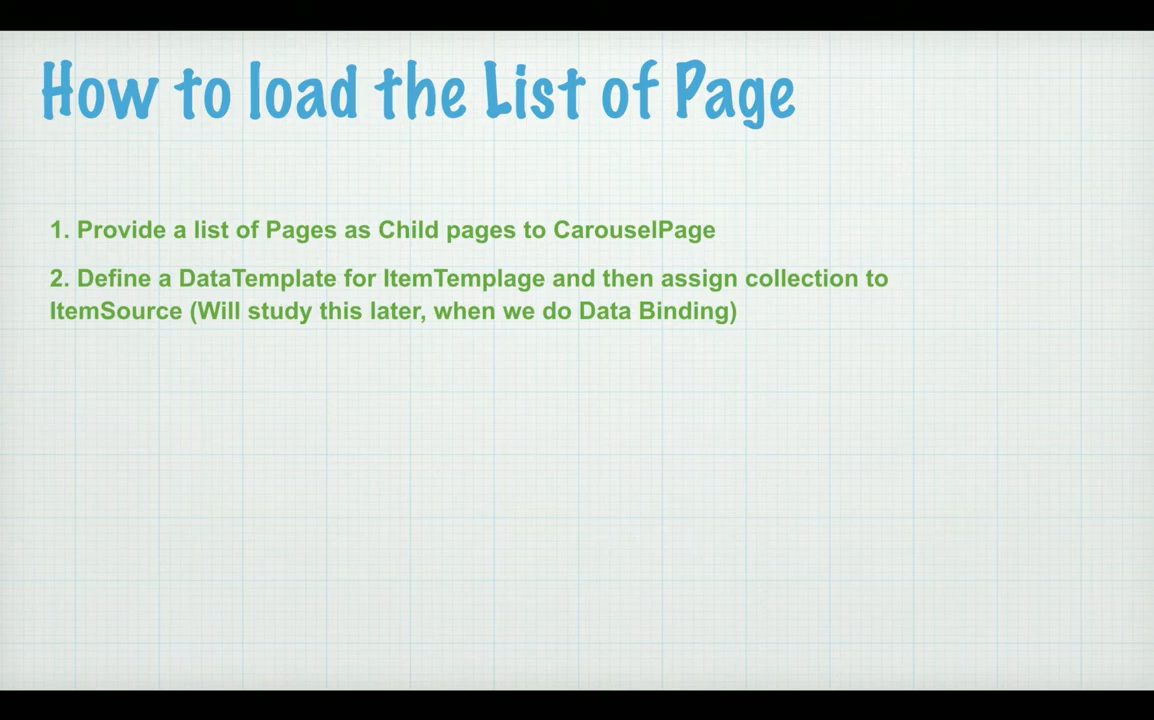 How to load the List of Page
1. Provide a list of Pages as Child pages to CarouselPage
2. Define a DataTemplate for ItemTemplage and then assign collection to
ItemSource (Will study this later, when we do Data Binding)